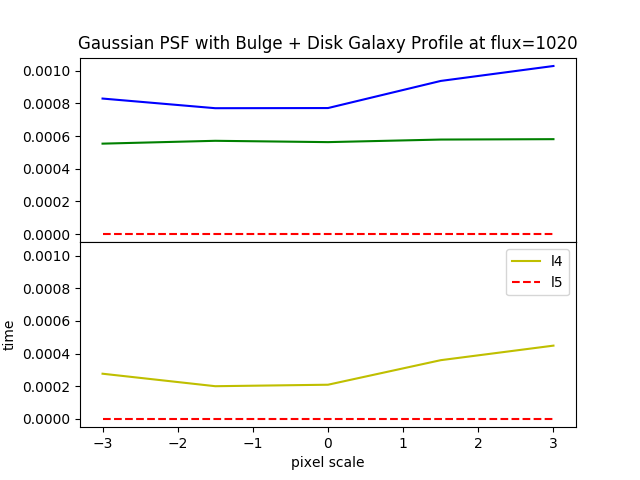 Gaussian PSF with Bulge + Disk Galaxy Profile at flux=1020
0.0010
0.0008
0.0006
0.0004
0.0002
0.0000
0.0010
0.0008
0.0006
0.0004
0.0002
0.0000
time
l4
l5
−3 −2 −1 0 1 2 3
pixel scale